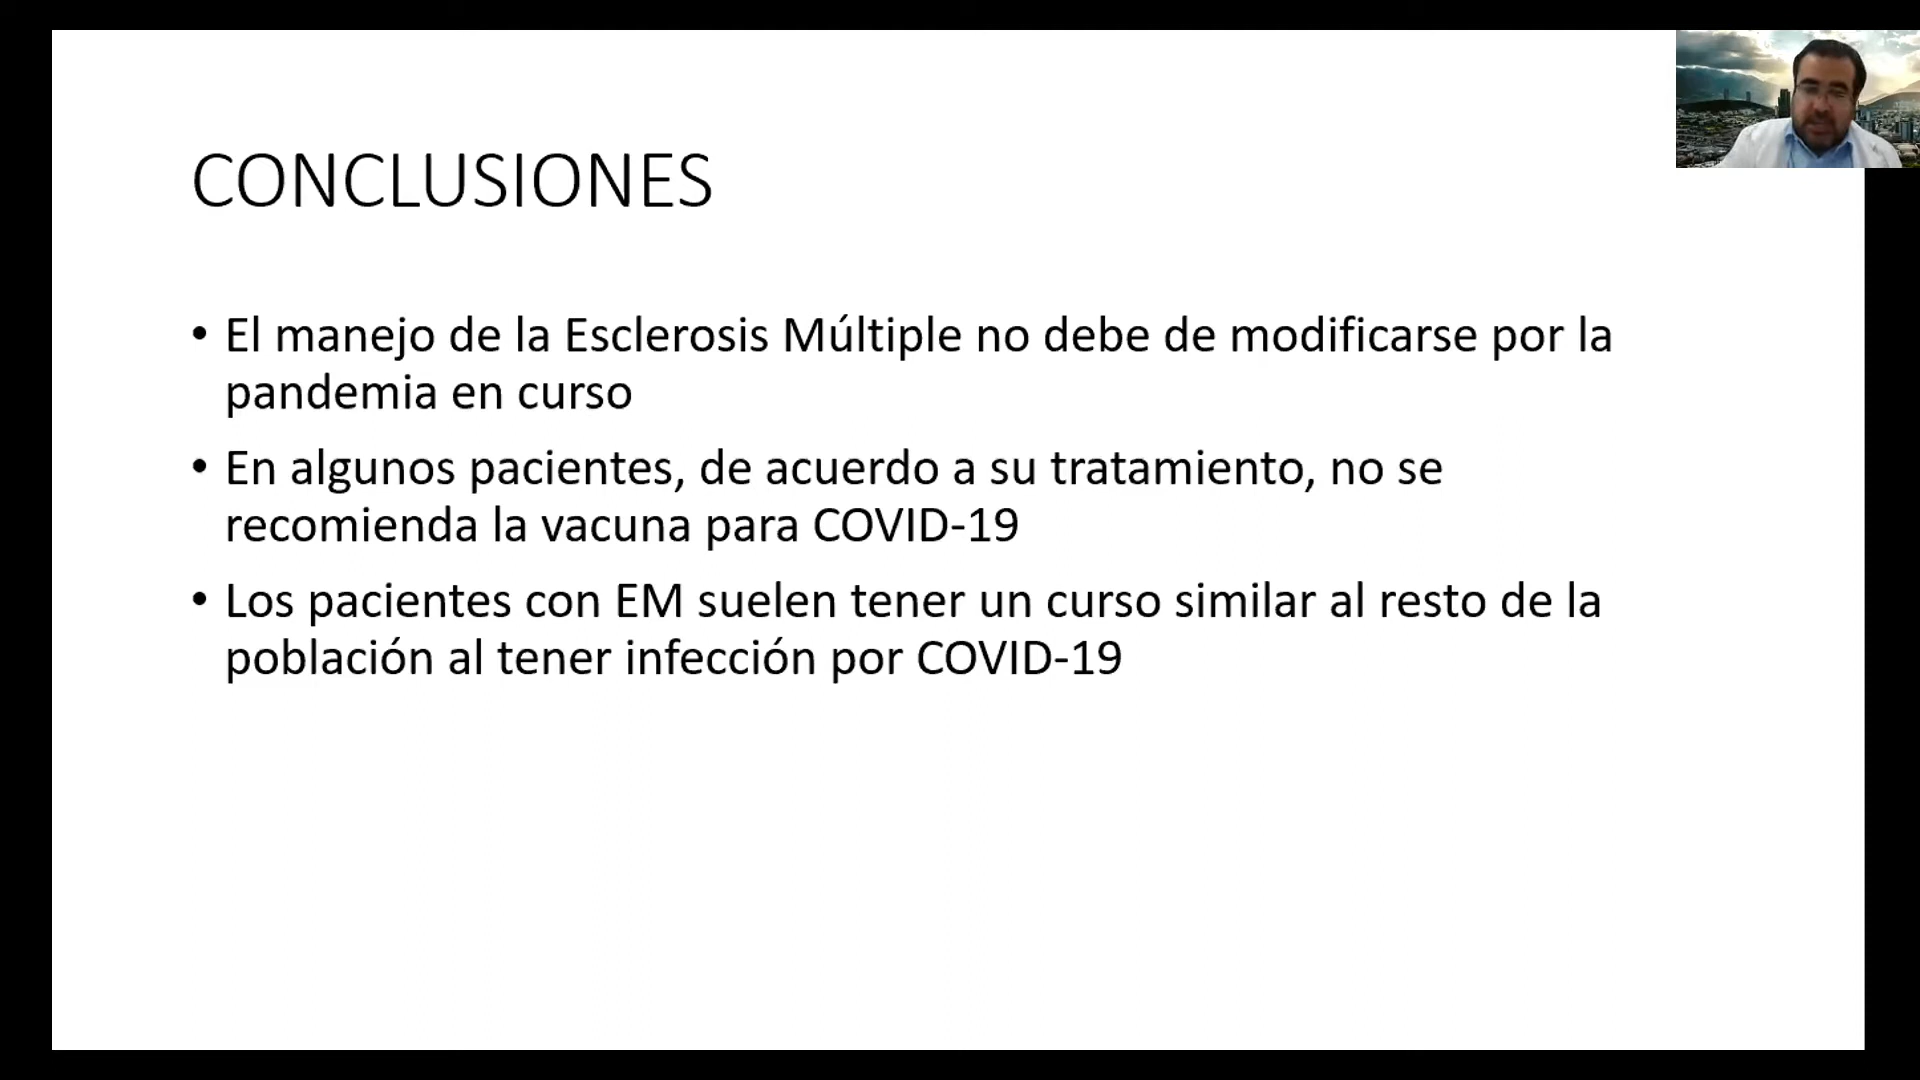 CONCLUSIONES
• El manejo de la Esclerosis Múltiple no debe de modificarse por la
pandemia en curso
• En algunos pacientes, de acuerdo a su tratamiento, no se
recomienda la vacuna para COVID-19
• Los pacientes con EM suelen tener un curso similar al resto de la
población al tener infección por COVID-19